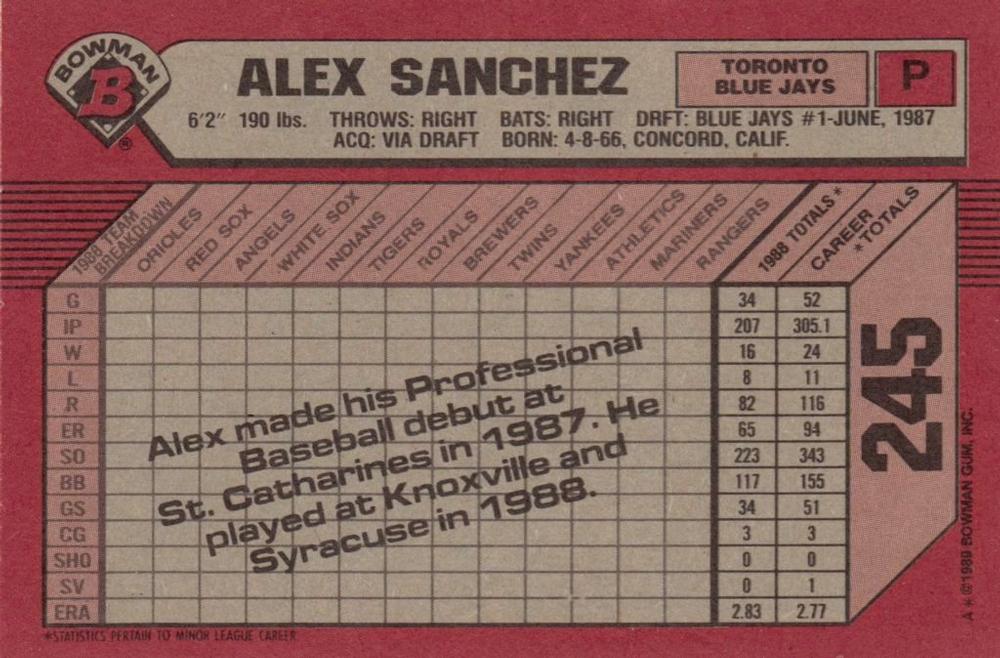 BOWMAN
B
®
ALEX SANCHEZ
TORONTO
BLUE JAYS
P
6'2" 190 lbs. THROWS: RIGHT BATS: RIGHT DRFT: BLUE JAYS #1-JUNE, 1987
ACQ: VIA DRAFT BORN: 4-8-66, CONCORD, CALIF.
1988 TEAM
BREAKDOWN
ORIOLES
RED SOX
ANGELS
WHITE SOX
INDIANS
TIGERS
ROYALS
BREWERS
TWINS
YANKEES
ATHLETICS
MARINERS
RANGERS
1988 TOTALS*
CAREER
*TOTALS
G 34 52
IP 207 305.1
W 16 24
L 8 11
R 82 116
ER 65 94
SO 223 343
BB 117 155
GS 34 51
CG 3 3
SHO 0 0
SV 0 1
ERA 2.83 2.77
Alex made his Professional
Baseball debut at
St. Catharines in 1987. He
played at Knoxville and
Syracuse in 1988.
245
A*©1989 BOWMAN GUM, INC.
*STATISTICS PERTAIN TO MINOR LEAGUE CAREER